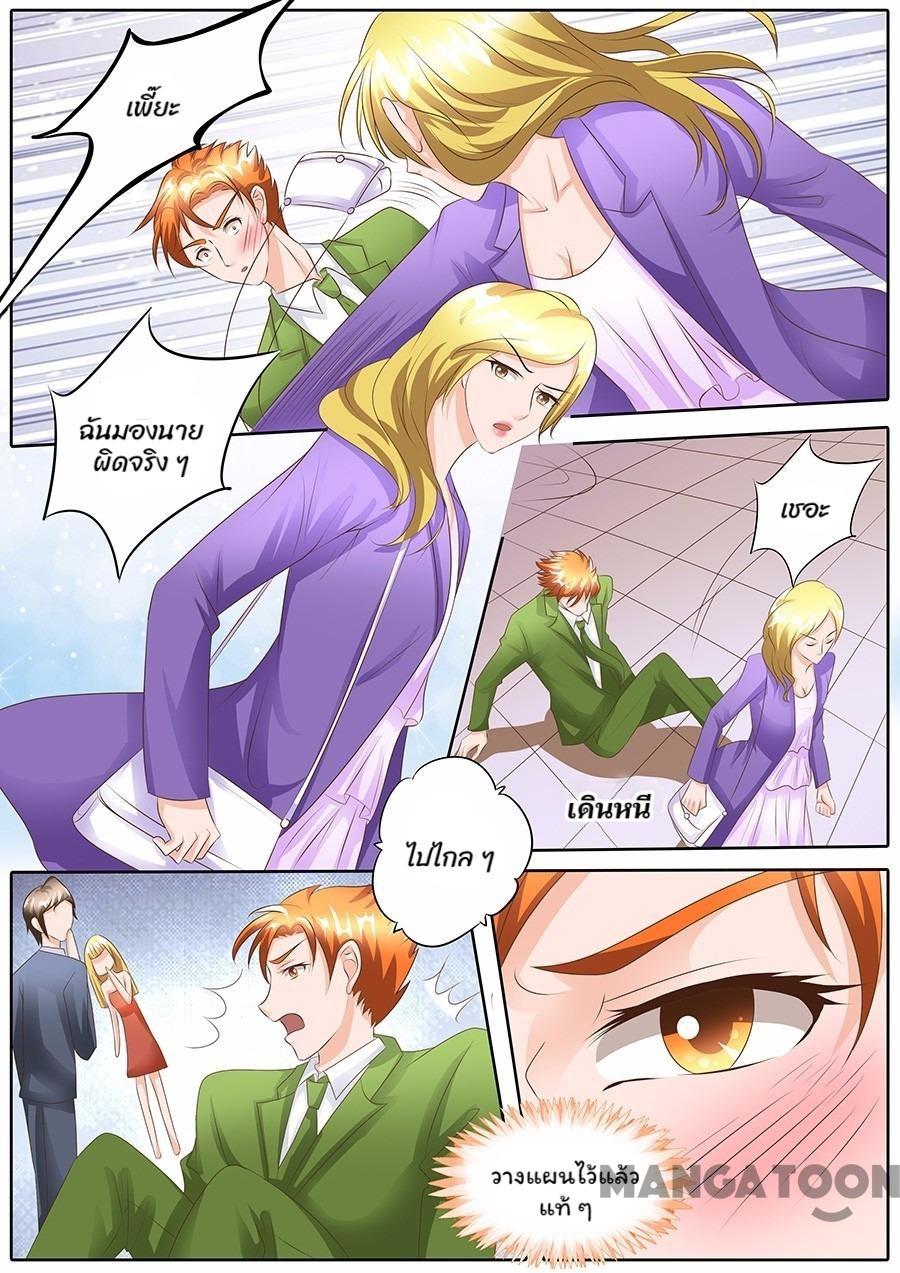 เพี๊ยะ
ฉันมองนาย
ผิดจริง ๆ
เชอะ
เดินหนี
ไปไกล ๆ
วางแผนไว้แล้ว
แท้ ๆ
MANGATOON